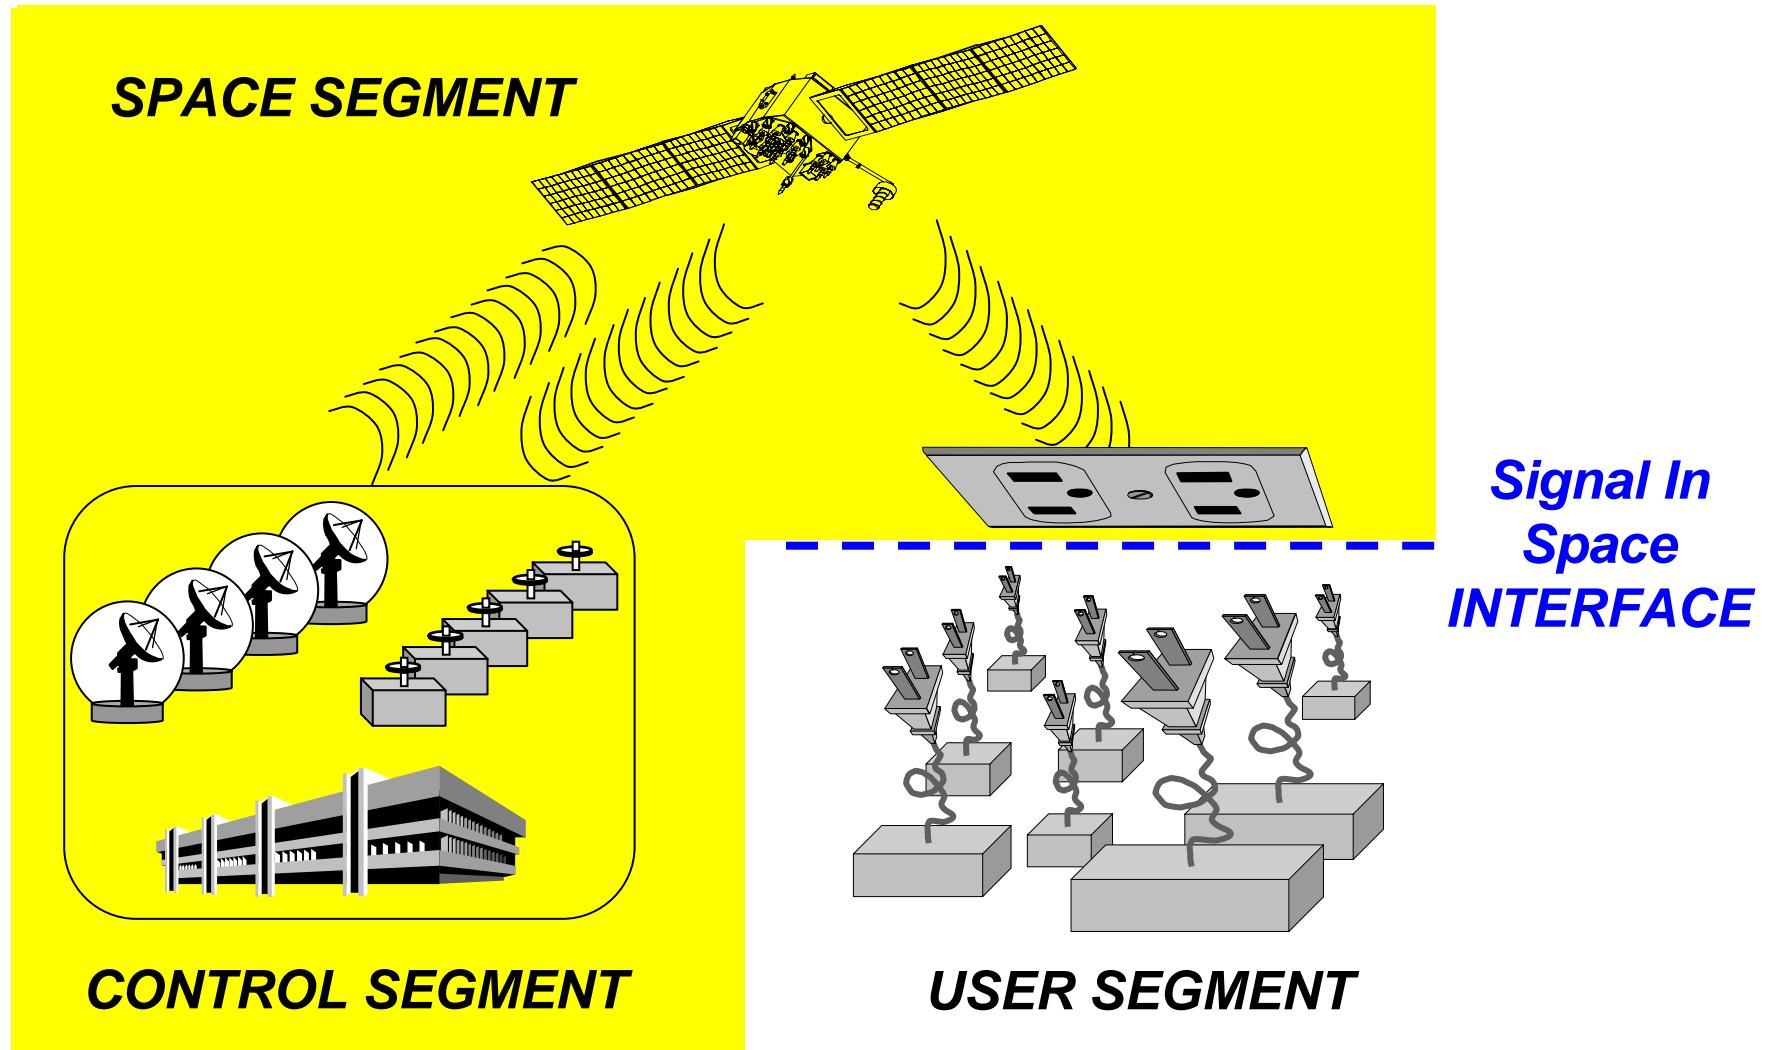 SPACE SEGMENT
Signal In
Space
INTERFACE
CONTROL SEGMENT
USER SEGMENT